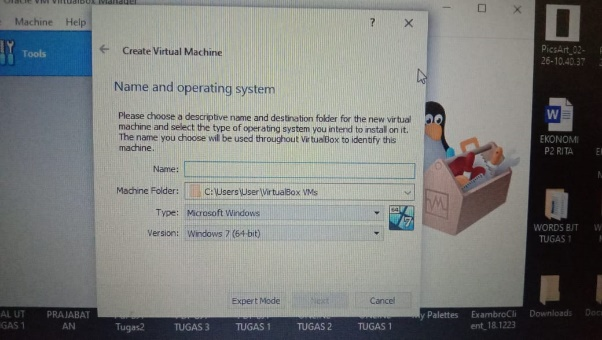 Machine Help
Tools
Create Virtual Machine
Name and operating system
Please choose a descriptive name and destination folder for the new virtual
machine and select the type of operating system you intend to install on it.
The name you choose will be used throughout VirtualBox to identify this
machine.
Name:
Machine Folder: C:\Users\User\VirtualBox VMs
Type: Microsoft Windows
Version: Windows 7 (64-bit)
Expert Mode Next Cancel
PicsArt_02-
26-10.40.37
EKONOMI
P2 RITA
WORDS BIT
TUGAS 1
Downloads
AL UT
GAS 1
PRAJABAT
AN
Tugas2
TUGAS 3
TUGAS 1
TUGAS 2
TUGAS 1
My Palettes
ExambroCli
ent_18.1223